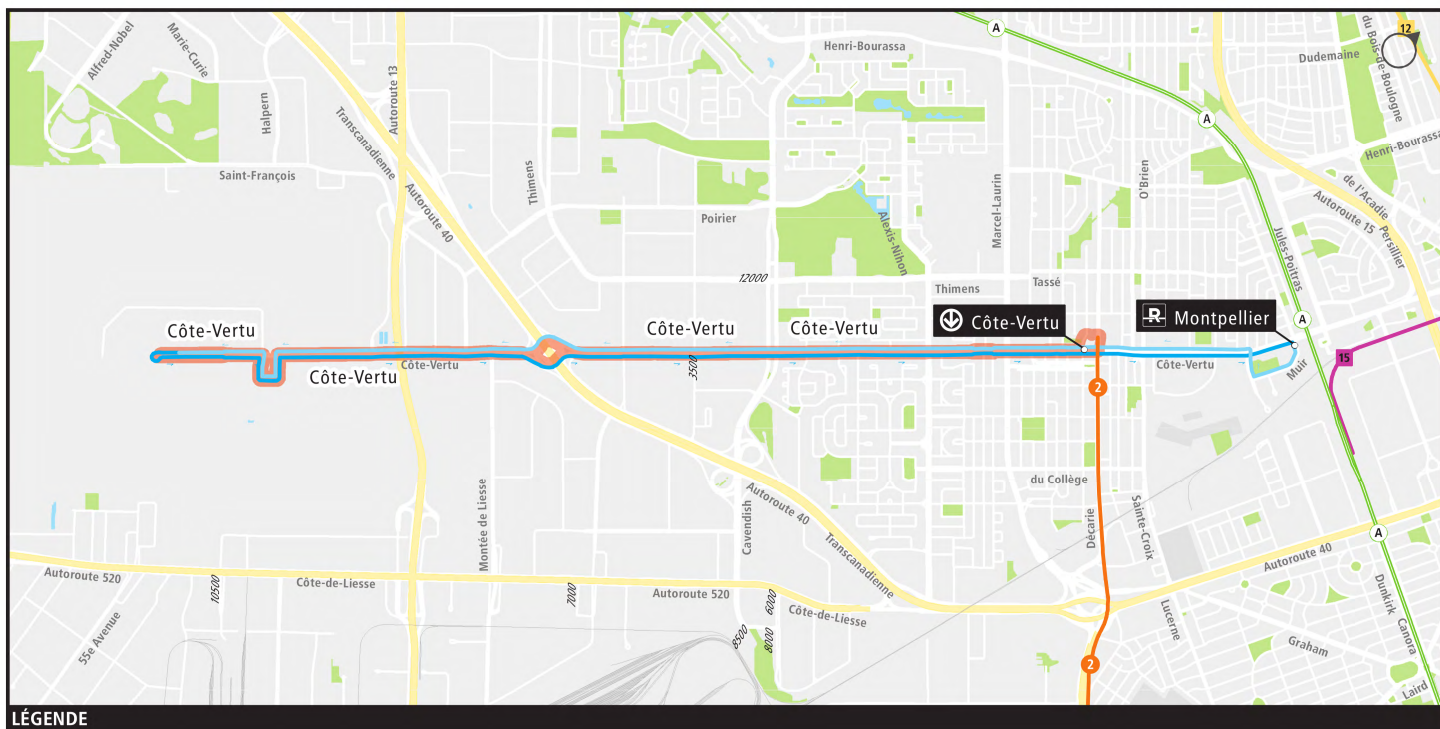 12
A
Henri-Bourassa
Dudemaine
du Bois-de-Boulogne
Alfred-Nobel
Marie-Curie
Autoroute 13
Halpern
Transcanadienne
A
Henri-Bourassa
Saint-François
Thimens
O'Brien
de l'Acadie
Autoroute 15
Persillier
Autoroute 40
Poirier
Alexis-Nihon
Marcel-Laurin
Jules-Poitras
12000
Thimens
Tassé
Côte-Vertu
Côte-Vertu
Côte-Vertu
Côte-Vertu
R Montpellier
A
Côte-Vertu
Côte-Vertu
3500
Côte-Vertu
Muir
15
2
du Collège
Autoroute 40
Cavendish
Montée de Liesse
Décarie
Sainte-Croix
Transcanadienne
Autoroute 40
A
Autoroute 520
10500
Côte-de-Liesse
7000
Autoroute 520
6000
Côte-de-Liesse
Lucerne
Dunkirk
Canora
55e Avenue
8500
8000
Graham
2
Laird
LÉGENDE